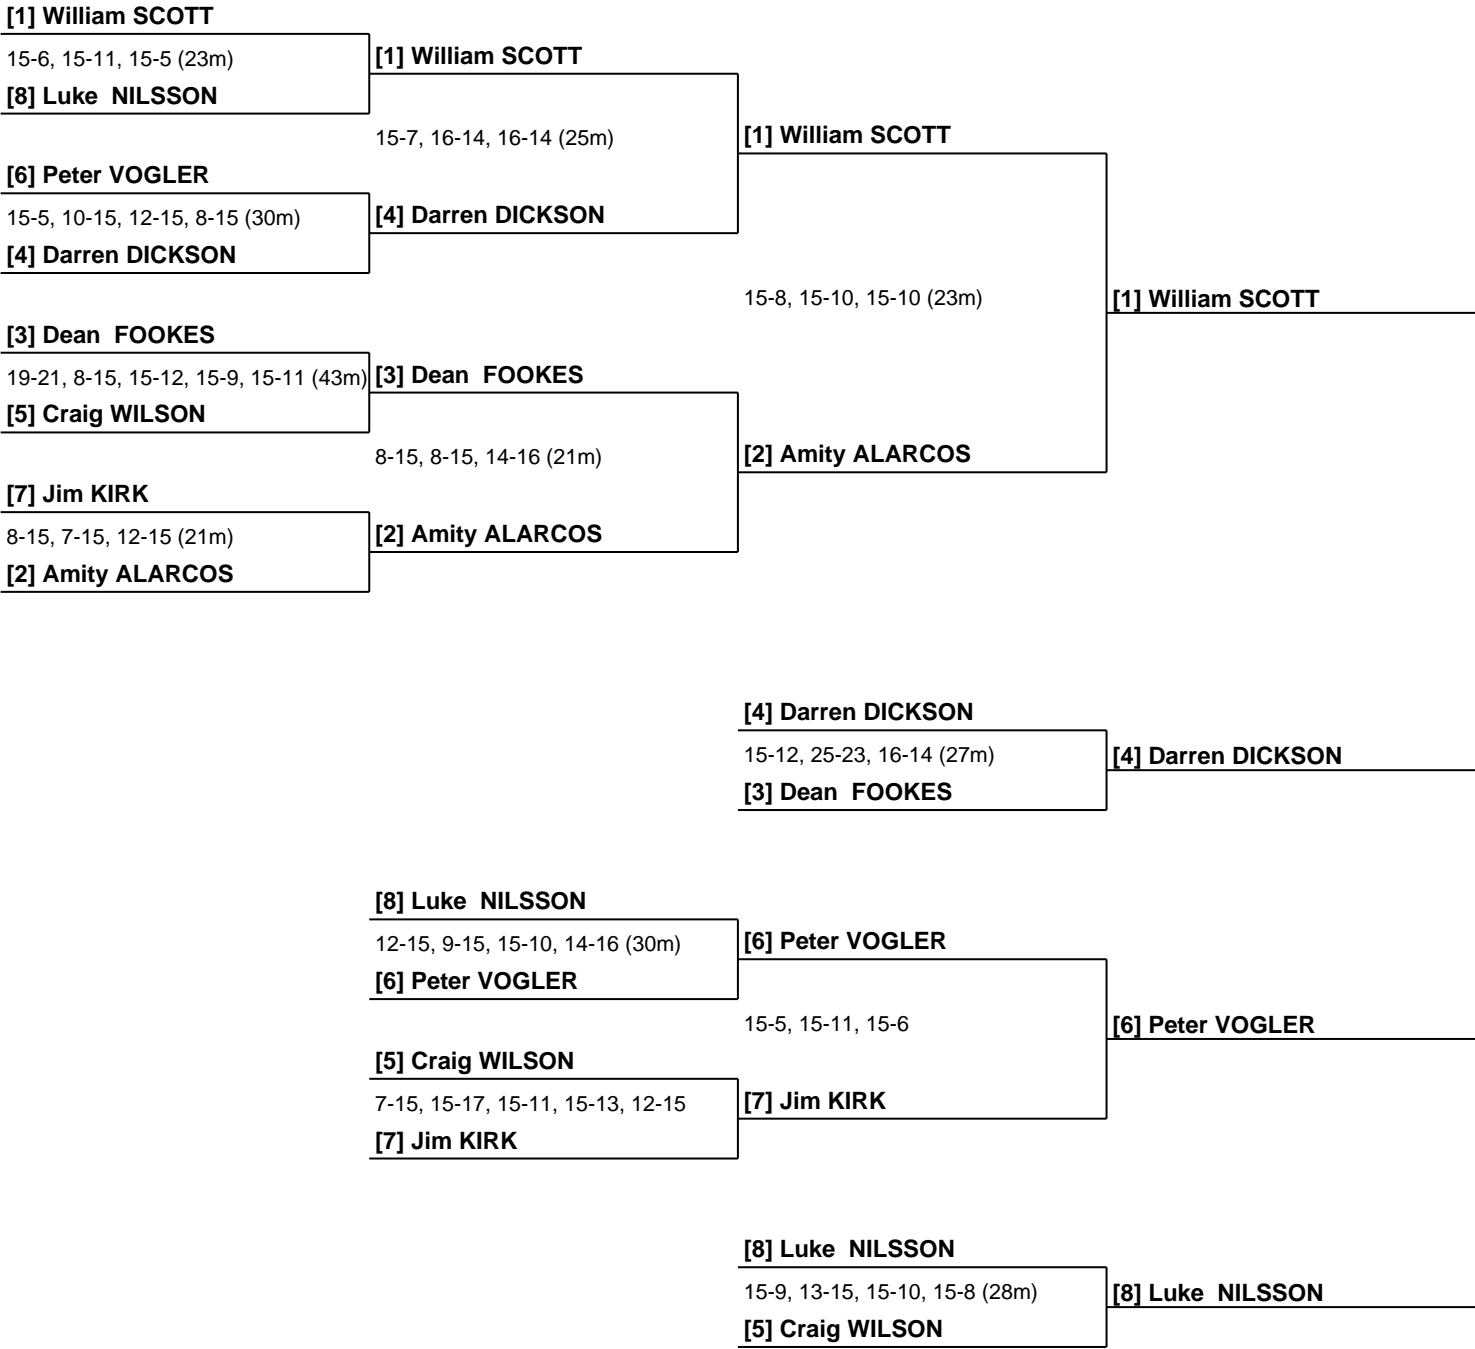 [1] William SCOTT
15-6, 15-11, 15-5 (23m)
[8] Luke  NILSSON
[1] William SCOTT
15-7, 16-14, 16-14 (25m)
[6] Peter VOGLER
15-5, 10-15, 12-15, 8-15 (30m)
[4] Darren DICKSON
[4] Darren DICKSON
[1] William SCOTT
15-8, 15-10, 15-10 (23m)
[1] William SCOTT
[3] Dean  FOOKES
19-21, 8-15, 15-12, 15-9, 15-11 (43m)
[5] Craig WILSON
[3] Dean  FOOKES
8-15, 8-15, 14-16 (21m)
[2] Amity ALARCOS
[7] Jim KIRK
8-15, 7-15, 12-15 (21m)
[2] Amity ALARCOS
[2] Amity ALARCOS
[4] Darren DICKSON
15-12, 25-23, 16-14 (27m)
[3] Dean  FOOKES
[4] Darren DICKSON
[8] Luke  NILSSON
12-15, 9-15, 15-10, 14-16 (30m)
[6] Peter VOGLER
[6] Peter VOGLER
15-5, 15-11, 15-6
[6] Peter VOGLER
[5] Craig WILSON
7-15, 15-17, 15-11, 15-13, 12-15
[7] Jim KIRK
[7] Jim KIRK
[8] Luke  NILSSON
15-9, 13-15, 15-10, 15-8 (28m)
[5] Craig WILSON
[8] Luke  NILSSON